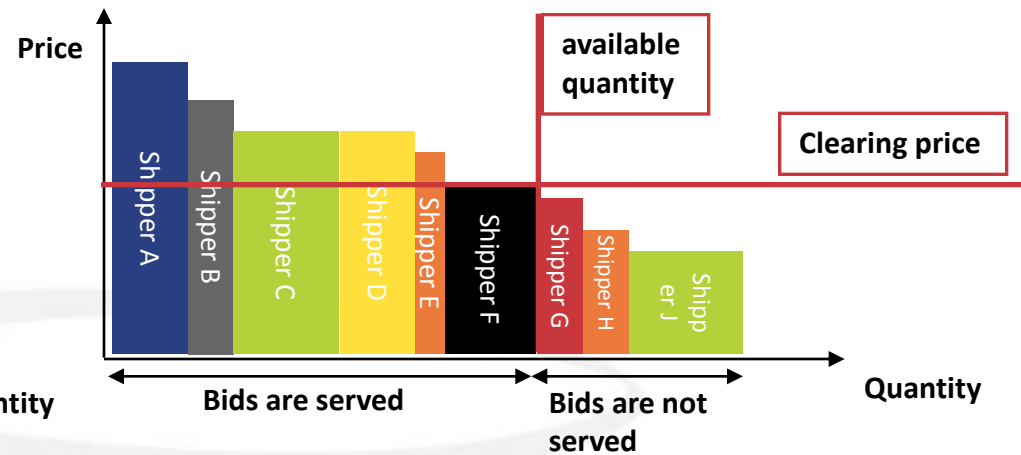 Price
available
quantity
Clearing price
Shipper A
Shipper B
Shipper C
Shipper D
Shipper E
Shipper F
Shipper G
Shipper H
Shipp
er J
Quantity
ntity
Bids are served
Bids are not
served